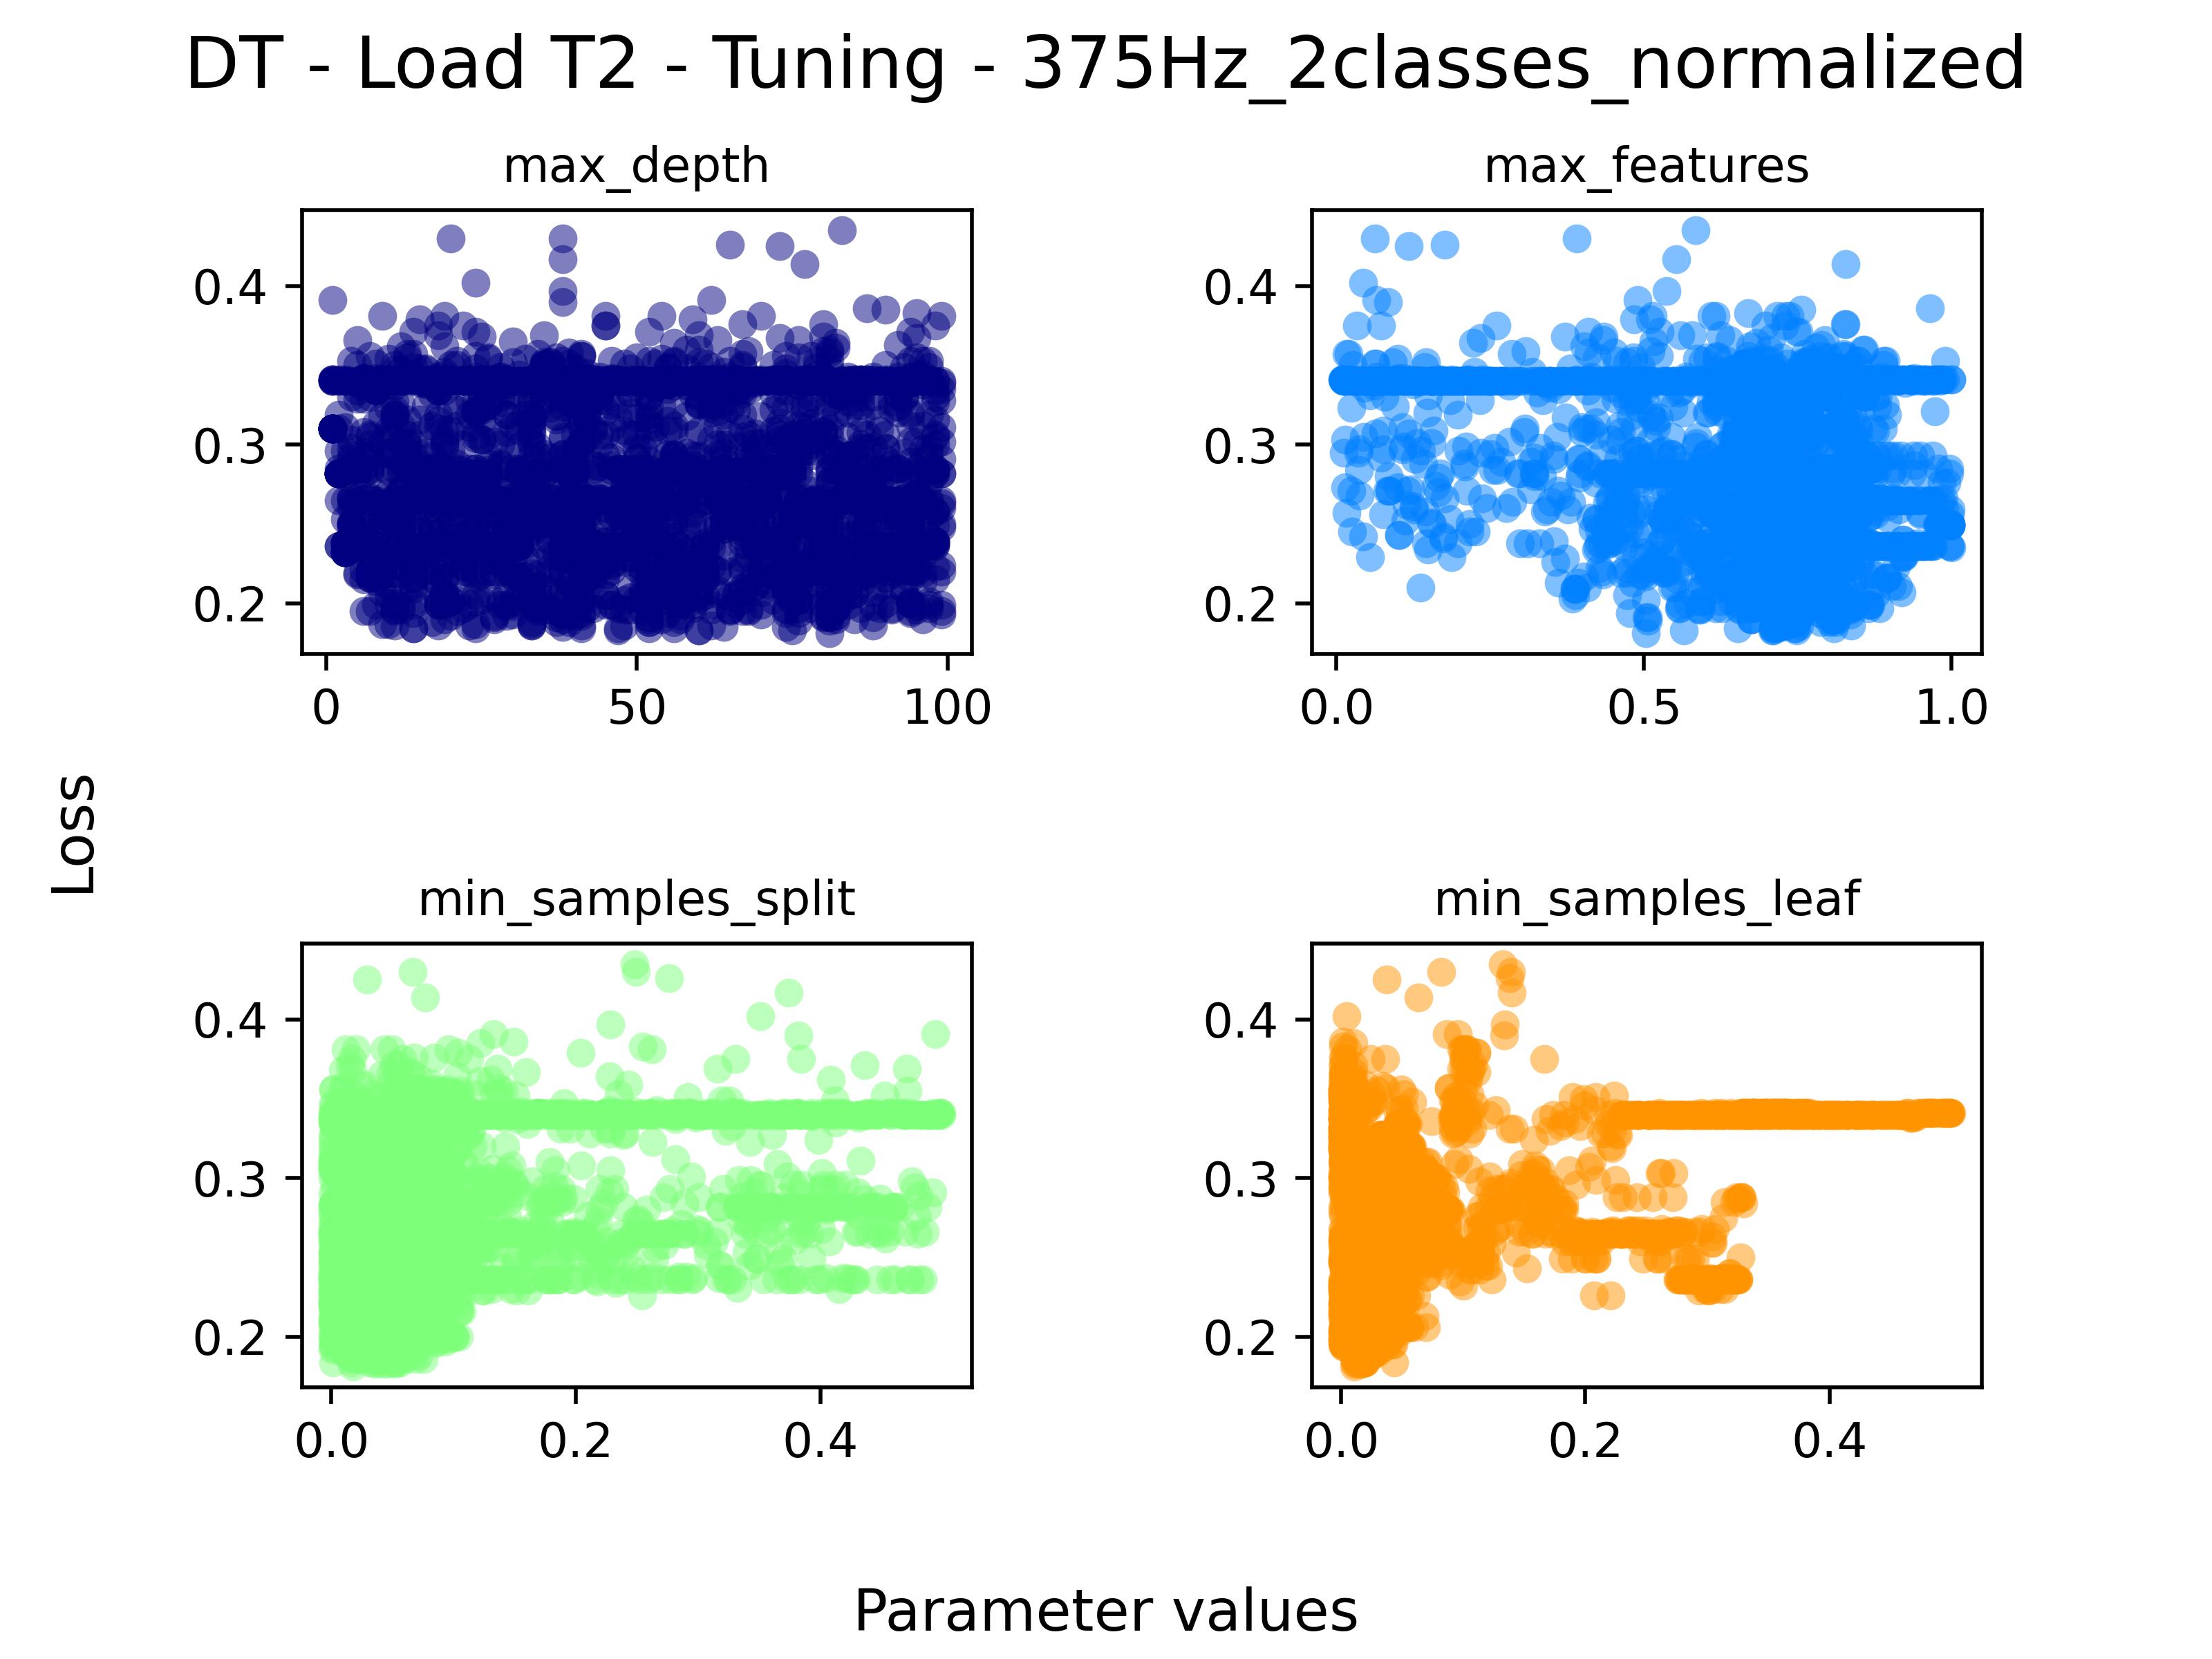 DT - Load T2 - Tuning - 375Hz_2classes_normalized
max_depth
max_features
0.4
0.3
0.2
0 50 100
0.4
0.3
0.2
0.0 0.5 1.0
Loss
min_samples_split
min_samples_leaf
0.4
0.3
0.2
0.0 0.2 0.4
0.4
0.3
0.2
0.0 0.2 0.4
Parameter values